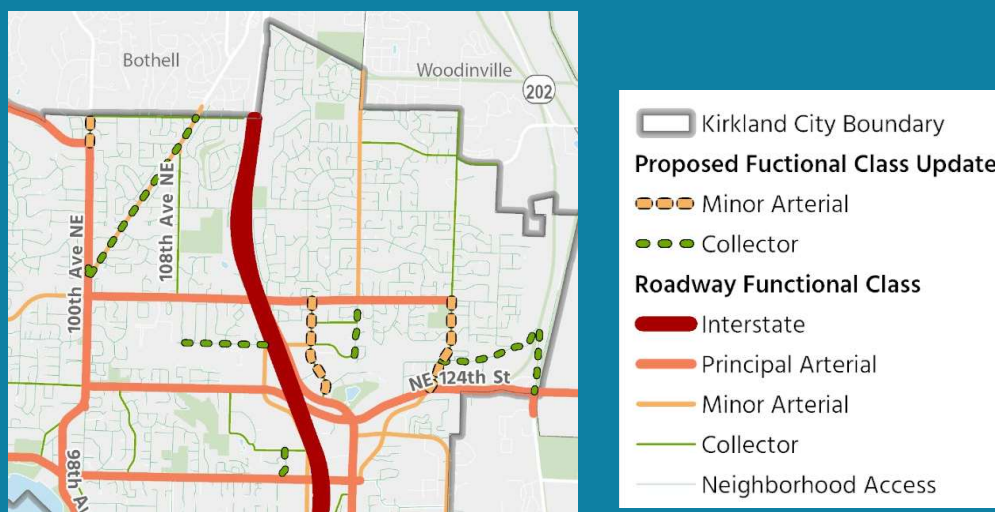 Bothell
Woodinville
202
100th Ave NE
108th Ave NE
NE 124th St
98th A
Kirkland City Boundary
Proposed Fuctional Class Update
Minor Arterial
Collector
Roadway Functional Class
Interstate
Principal Arterial
Minor Arterial
Collector
Neighborhood Access